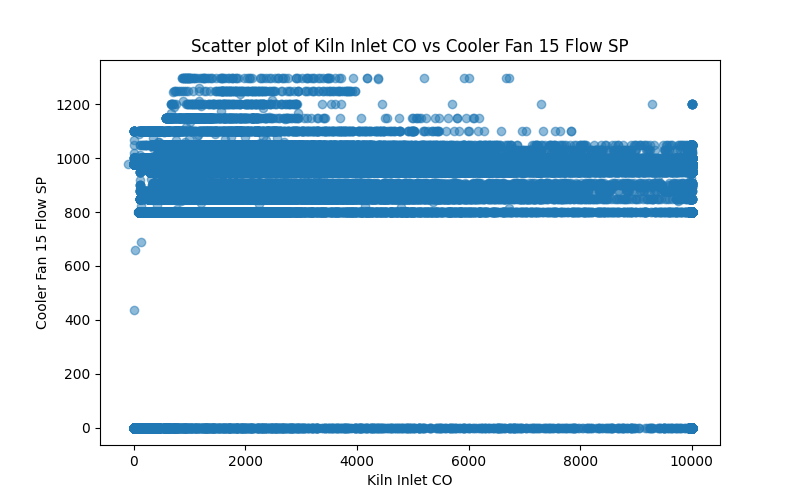 Scatter plot of Kiln Inlet CO vs Cooler Fan 15 Flow SP
1200
1000
800
600
400
200
0
Cooler Fan 15 Flow SP
0 2000 4000 6000 8000 10000
Kiln Inlet CO